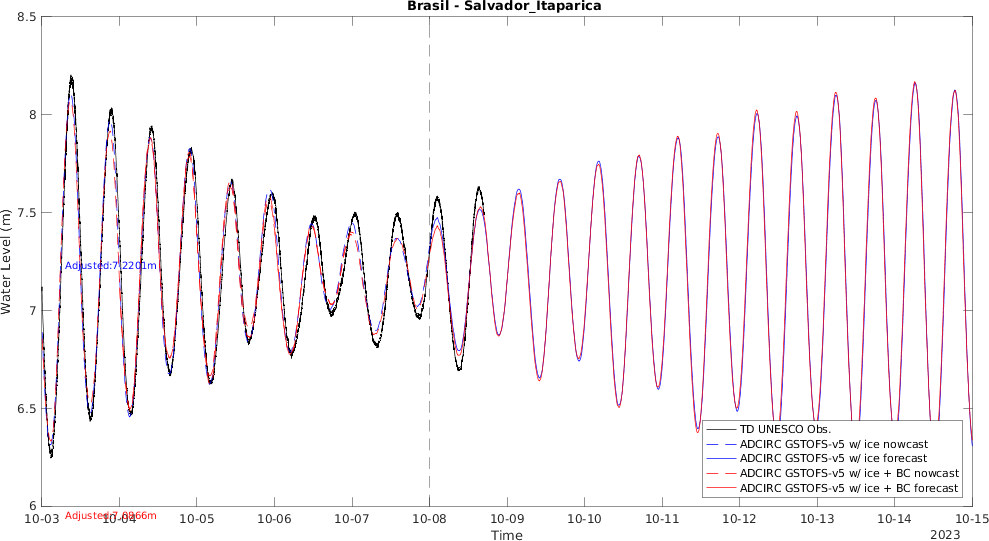 Brasil - Salvador_Itaparica
8.5
8
7.5
7
6.5
6
Water Level (m)
Adjusted:7.2201m
TD UNESCO Obs.
ADCIRC GSTOFS-v5 w/ ice nowcast
ADCIRC GSTOFS-v5 w/ ice forecast
ADCIRC GSTOFS-v5 w/ ice + BC nowcast
ADCIRC GSTOFS-v5 w/ ice + BC forecast
10-03
10-04
10-05
10-06
10-07
10-08
10-09
10-10
10-11
10-12
10-13
10-14
10-15
Time
2023